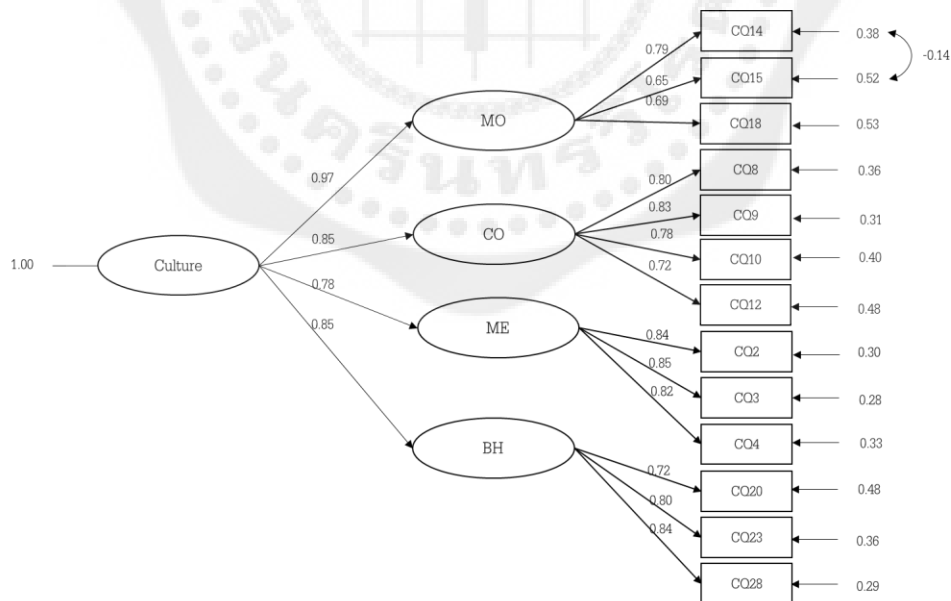 CQ14
0.38
-0.14
0.79
CQ15
0.52
0.65
0.69
MO
CQ18
0.53
CQ8
0.36
0.97
0.80
0.83
CQ9
0.31
0.85
CO
0.78
CQ10
0.40
1.00
Culture
0.72
0.78
CQ12
0.48
0.85
ME
0.84
CQ2
0.30
0.85
0.82
CQ3
0.28
CQ4
0.33
BH
0.72
CQ20
0.48
0.80
0.84
CQ23
0.36
CQ28
0.29